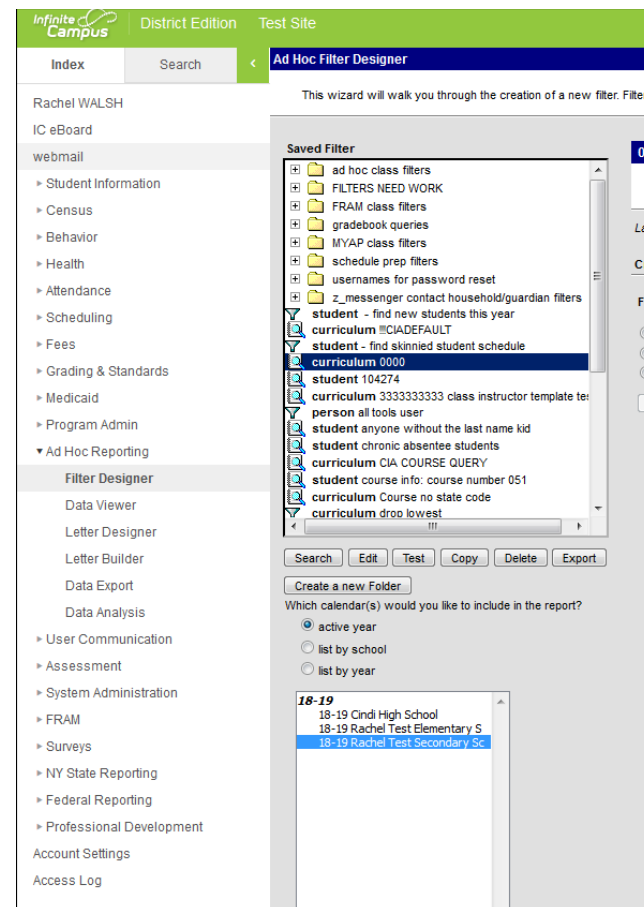 Infinite Campus District Edition Test Site
Index Search < Ad Hoc Filter Designer
This wizard will walk you through the creation of a new filter. Filte
Rachel WALSH
IC eBoard
webmail
Student Information
Census
Behavior
Health
Attendance
Scheduling
Fees
Grading & Standards
Medicaid
Program Admin
Ad Hoc Reporting
Filter Designer
Data Viewer
Letter Designer
Letter Builder
Data Export
Data Analysis
User Communication
Assessment
System Administration
FRAM
Surveys
NY State Reporting
Federal Reporting
Professional Development
Account Settings
Access Log
Saved Filter
ad hoc class filters
FILTERS NEED WORK
FRAM class filters
gradebook queries
MYAP class filters
schedule prep filters
usernames for password reset
z_messenger contact household/guardian filters
student - find new students this year
curriculum !!!CIADEFAULT
student - find skinnied student schedule
curriculum 0000
student 104274
curriculum 3333333333 class instructor template tes
person all tools user
student anyone without the last name kid
student chronic absentee students
curriculum CIA COURSE QUERY
student course info: course number 051
curriculum Course no state code
curriculum drop lowest
Search Edit Test Copy Delete Export
Create a new Folder
Which calendar(s) would you like to include in the report?
active year
list by school
list by year
18-19
18-19 Cindi High School
18-19 Rachel Test Elementary S
18-19 Rachel Test Secondary Sc